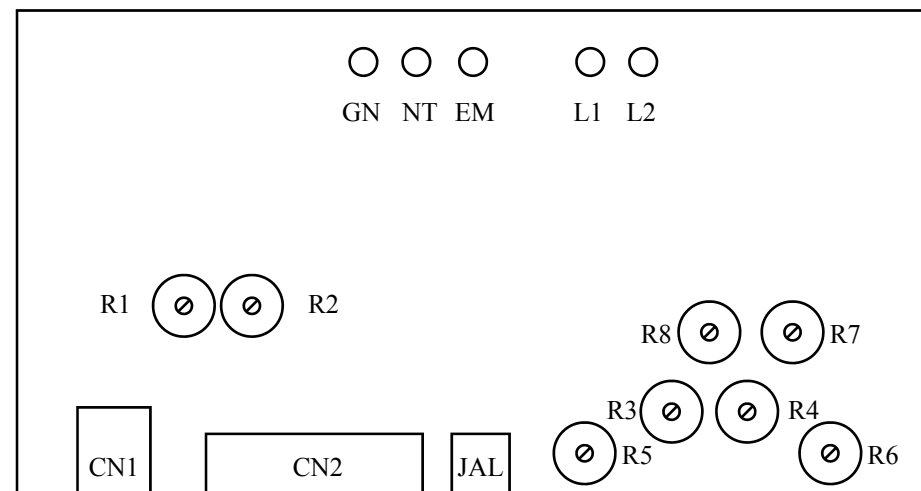 GN NT EM L1 L2
R1 R2
R8 R7
R3 R4
R5 R6
CN1 CN2 JAL